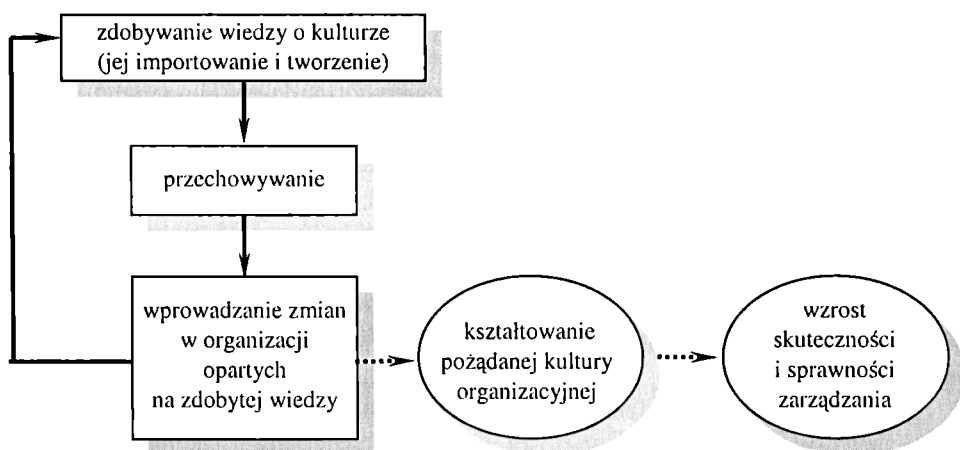 zdobywanie wiedzy o kulturze
(jej importowanie i tworzenie)
przechowywanie
wprowadzanie zmian
w organizacji
opartych
na zdobytej wiedzy
kształtowanie
pożądanej kultury
organizacyjnej
wzrost
skuteczności
i sprawności
zarządzania